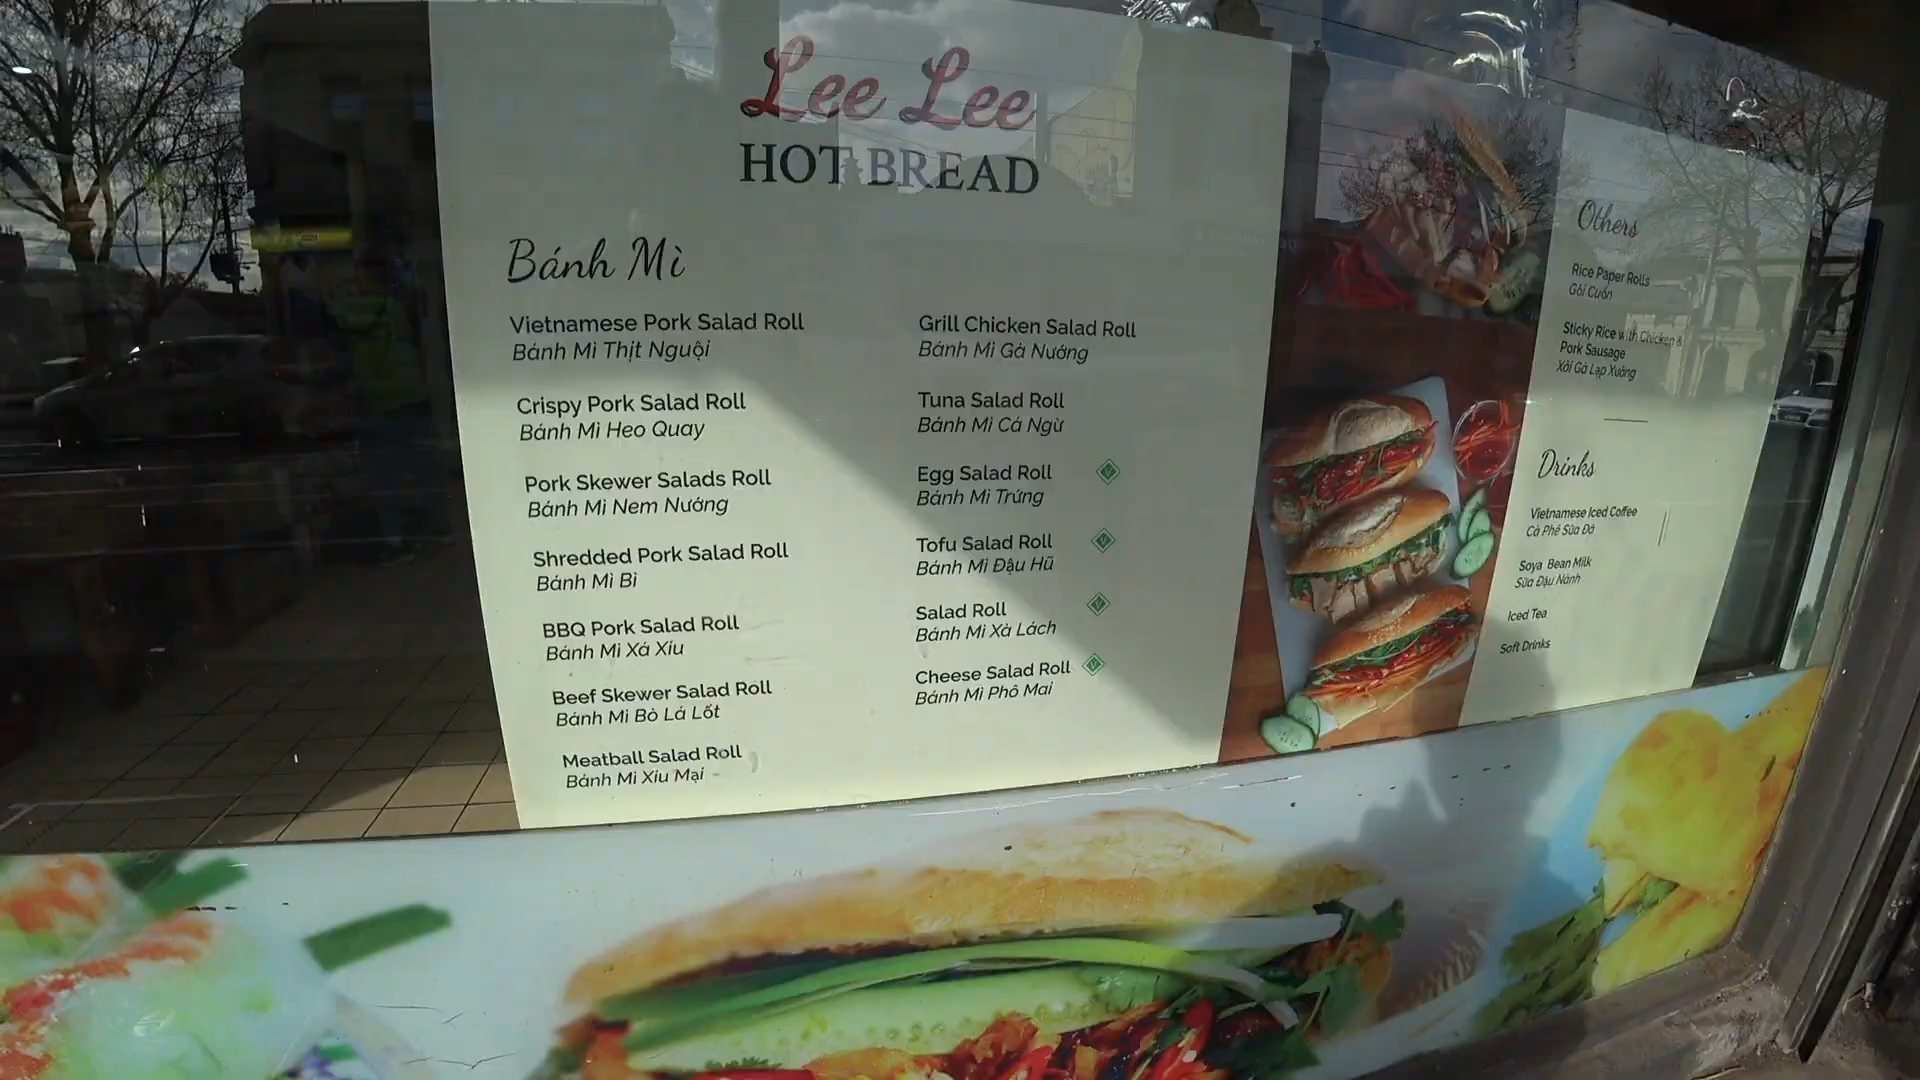 Lee Lee
HOT BREAD
Bánh Mì
Vietnamese Pork Salad Roll
Bánh Mì Thịt Nguội
Crispy Pork Salad Roll
Bánh Mì Heo Quay
Pork Skewer Salads Roll
Bánh Mì Nem Nướng
Shredded Pork Salad Roll
Bánh Mì Bì
BBQ Pork Salad Roll
Bánh Mì Xá Xíu
Beef Skewer Salad Roll
Bánh Mì Bò Lá Lốt
Meatball Salad Roll
Bánh Mì Xíu Mại
Grill Chicken Salad Roll
Bánh Mì Gà Nướng
Tuna Salad Roll
Bánh Mì Cá Ngừ
Egg Salad Roll
Bánh Mì Trứng
Tofu Salad Roll
Bánh Mì Đậu Hũ
Salad Roll
Bánh Mì Xà Lách
Cheese Salad Roll
Bánh Mì Phô Mai
Others
Rice Paper Rolls
Gỏi Cuốn
Sticky Rice with Chicken &
Pork Sausage
Xôi Gà Lạp Xưởng
Drinks
Vietnamese Iced Coffee
Cà Phê Sữa Đá
Soya Bean Milk
Sữa Đậu Nành
Iced Tea
Soft Drinks